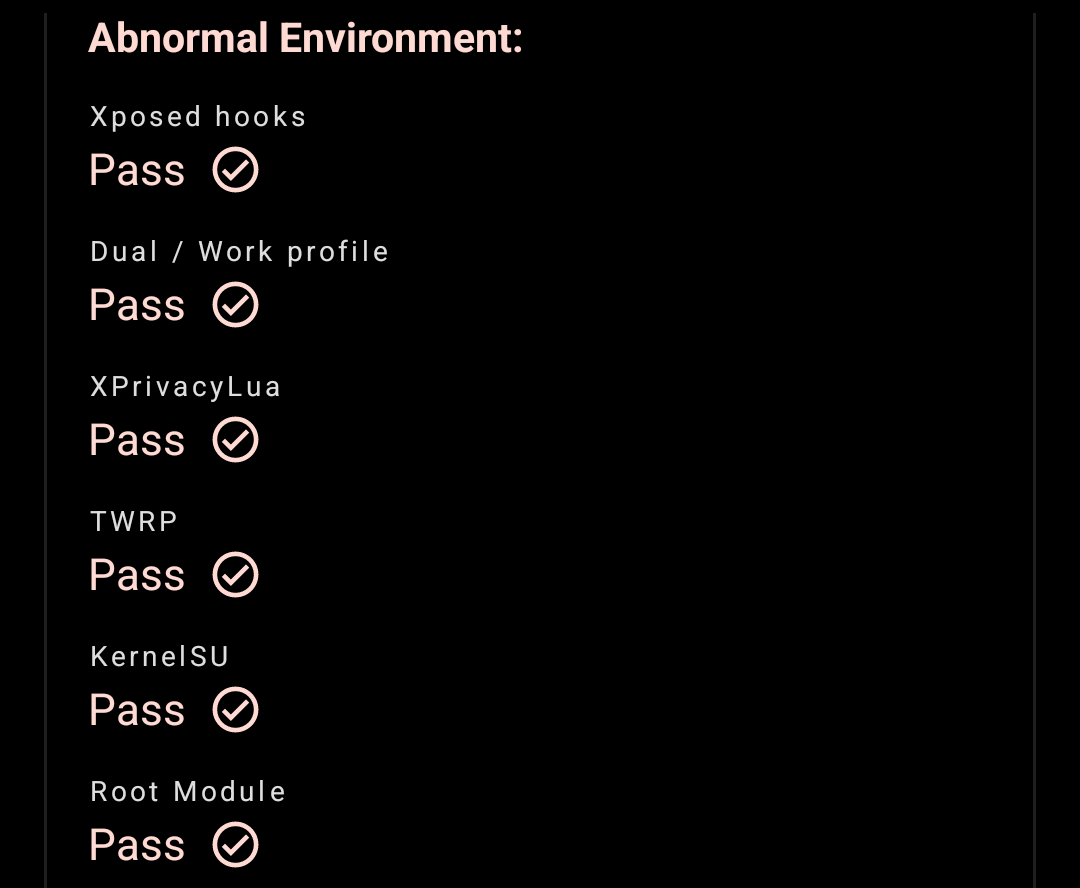 Abnormal Environment:
Xposed hooks
Pass
Dual / Work profile
Pass
XPrivacyLua
Pass
TWRP
Pass
KernelSU
Pass
Root Module
Pass